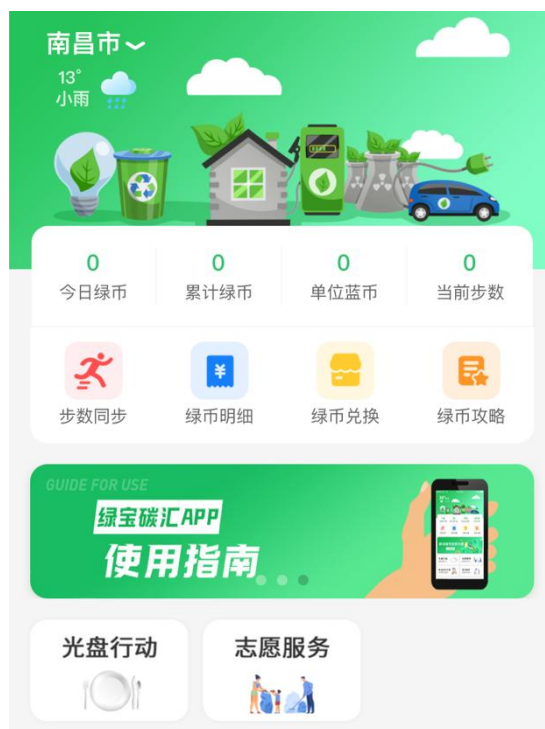 南昌市
13°
小雨
0 0 0 0
今日绿币 累计绿币 单位蓝币 当前步数
¥
步数同步 绿币明细 绿币兑换 绿币攻略
GUIDE FOR USE
绿宝碳汇APP
使用指南
光盘行动 志愿服务